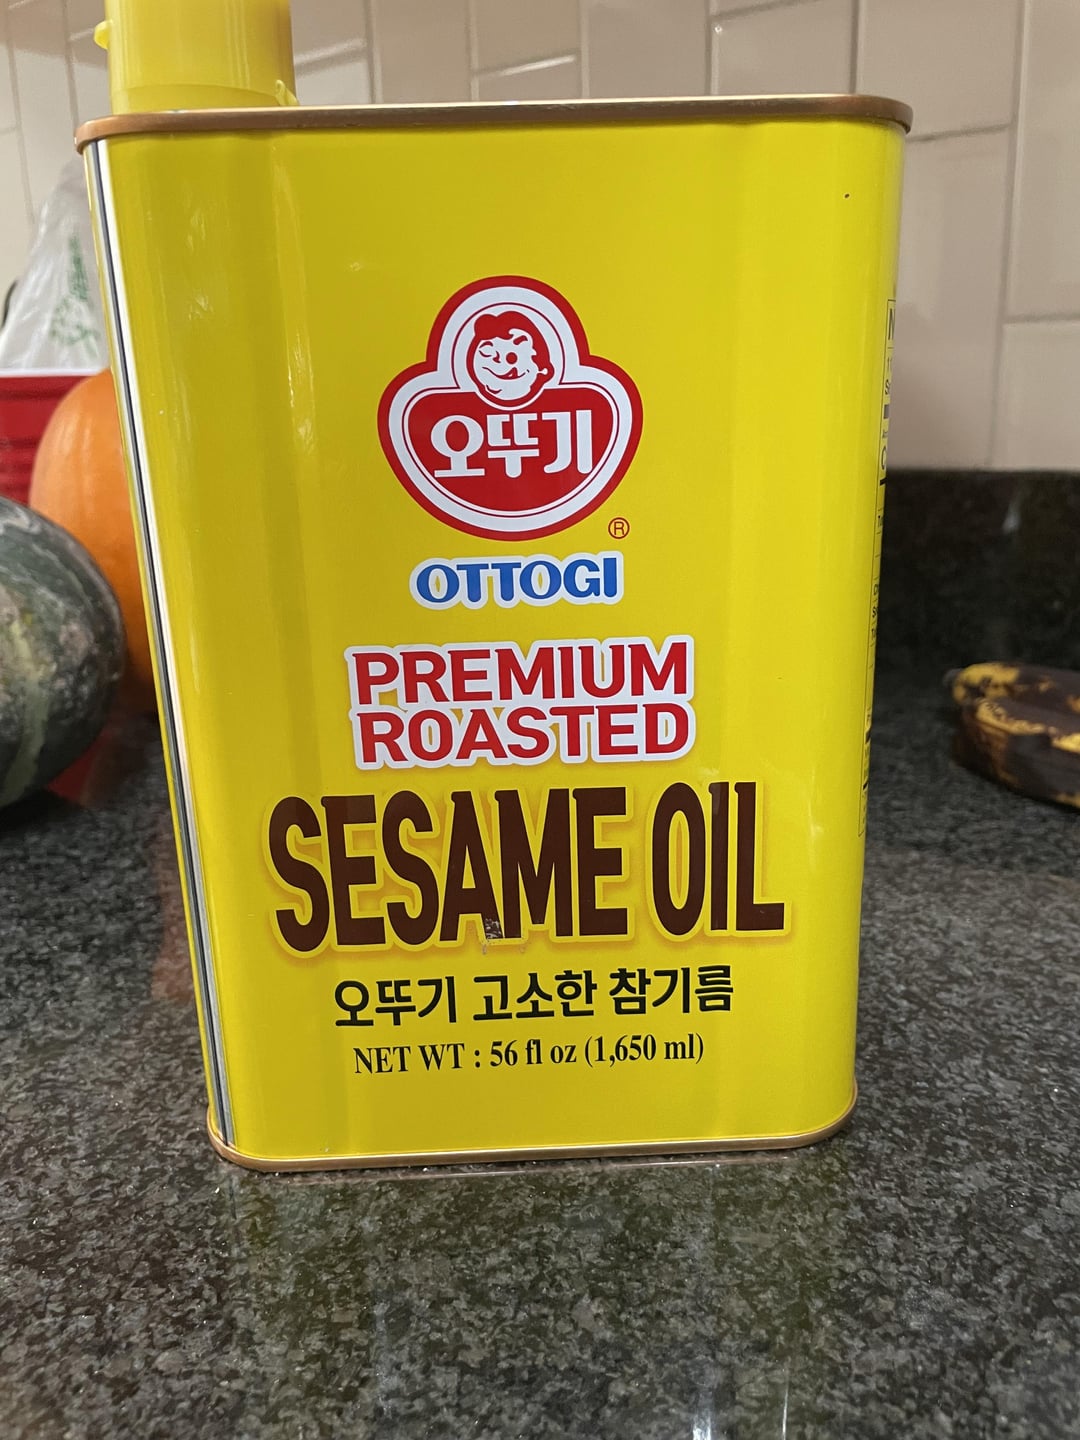 오뚜기
®
OTTOGI
PREMIUM
ROASTED
SESAME OIL
오뚜기 고소한 참기름
NET WT : 56 fl oz (1,650 ml)